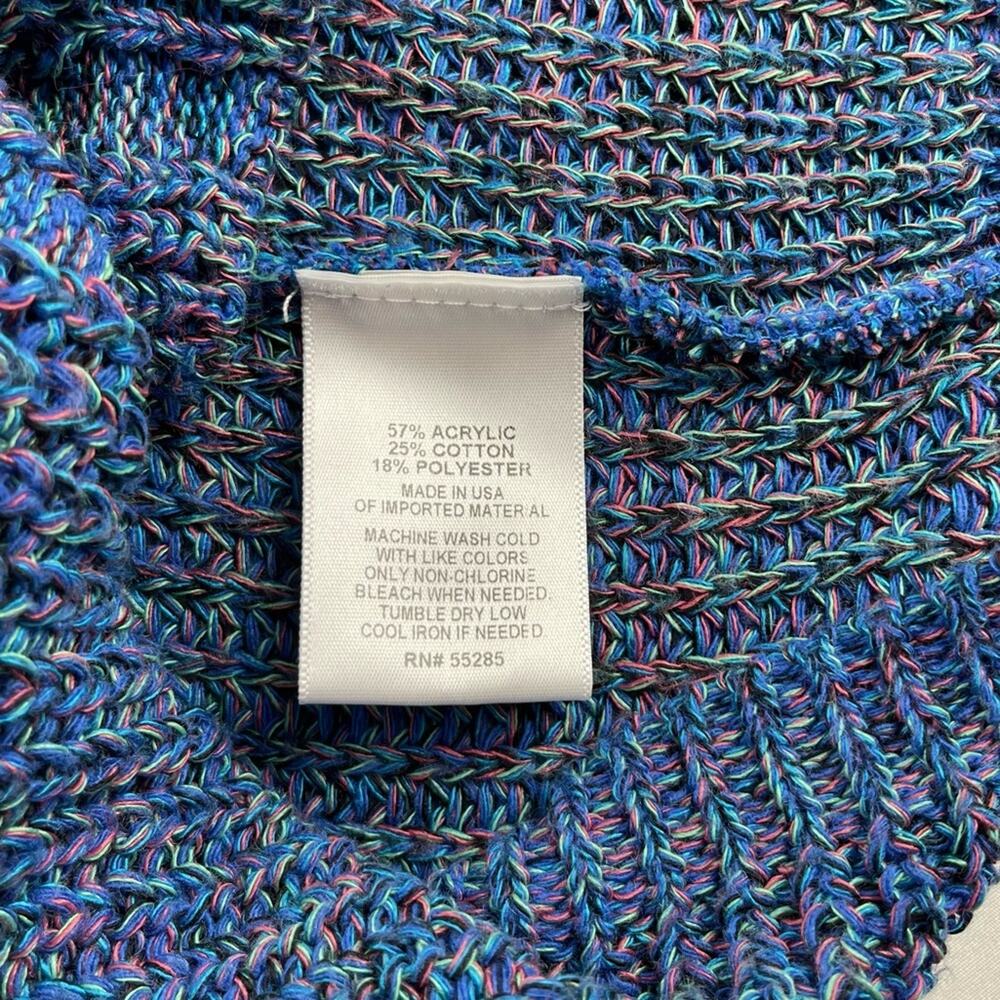 57% ACRYLIC
25% COTTON
18% POLYESTER
MADE IN USA
OF IMPORTED MATERIAL
MACHINE WASH COLD
WITH LIKE COLORS
ONLY NON-CHLORINE
BLEACH WHEN NEEDED.
TUMBLE DRY LOW
COOL IRON IF NEEDED
RN# 55285